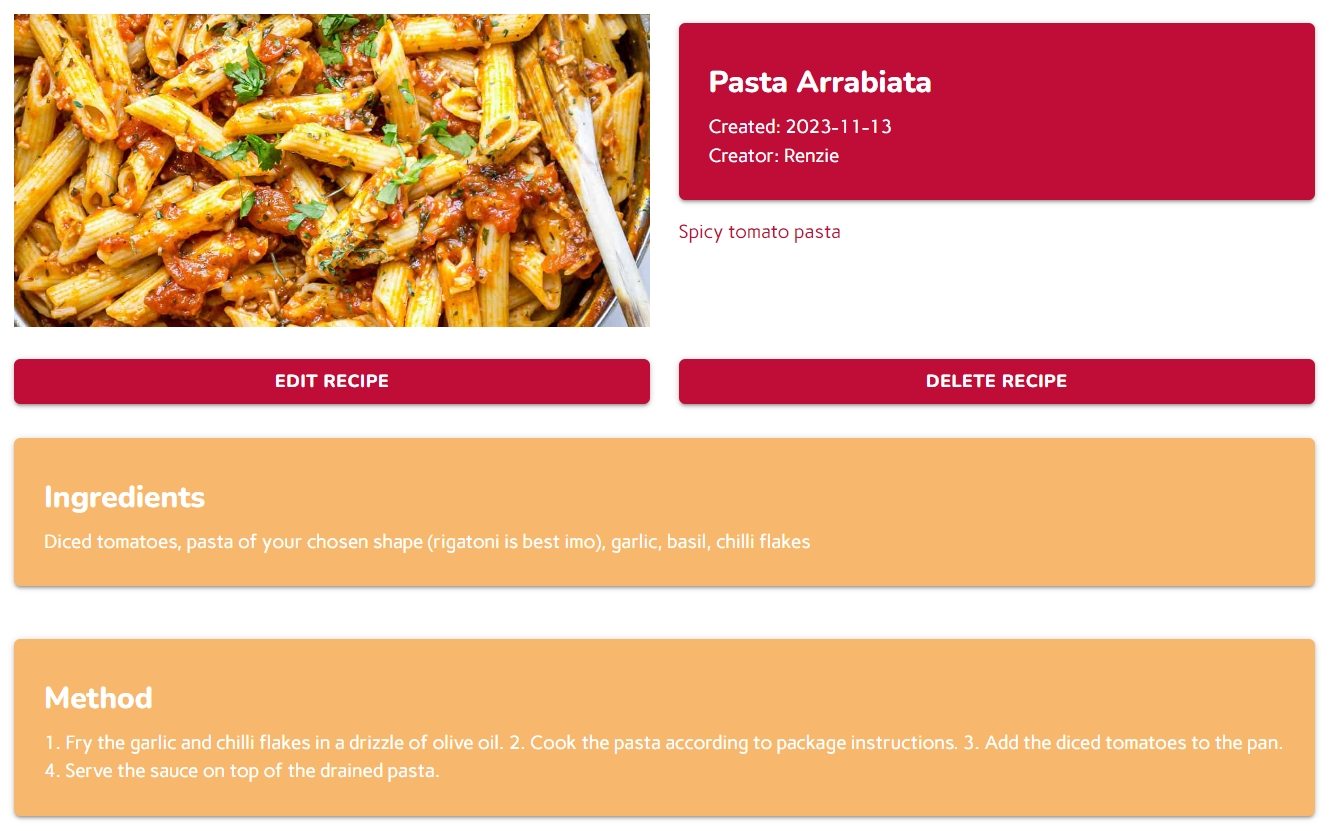 Pasta Arrabiata
Created: 2023-11-13
Creator: Renzie
Spicy tomato pasta
EDIT RECIPE
DELETE RECIPE
Ingredients
Diced tomatoes, pasta of your chosen shape (rigatoni is best imo), garlic, basil, chilli flakes
Method
1. Fry the garlic and chilli flakes in a drizzle of olive oil. 2. Cook the pasta according to package instructions. 3. Add the diced tomatoes to the pan.
4. Serve the sauce on top of the drained pasta.